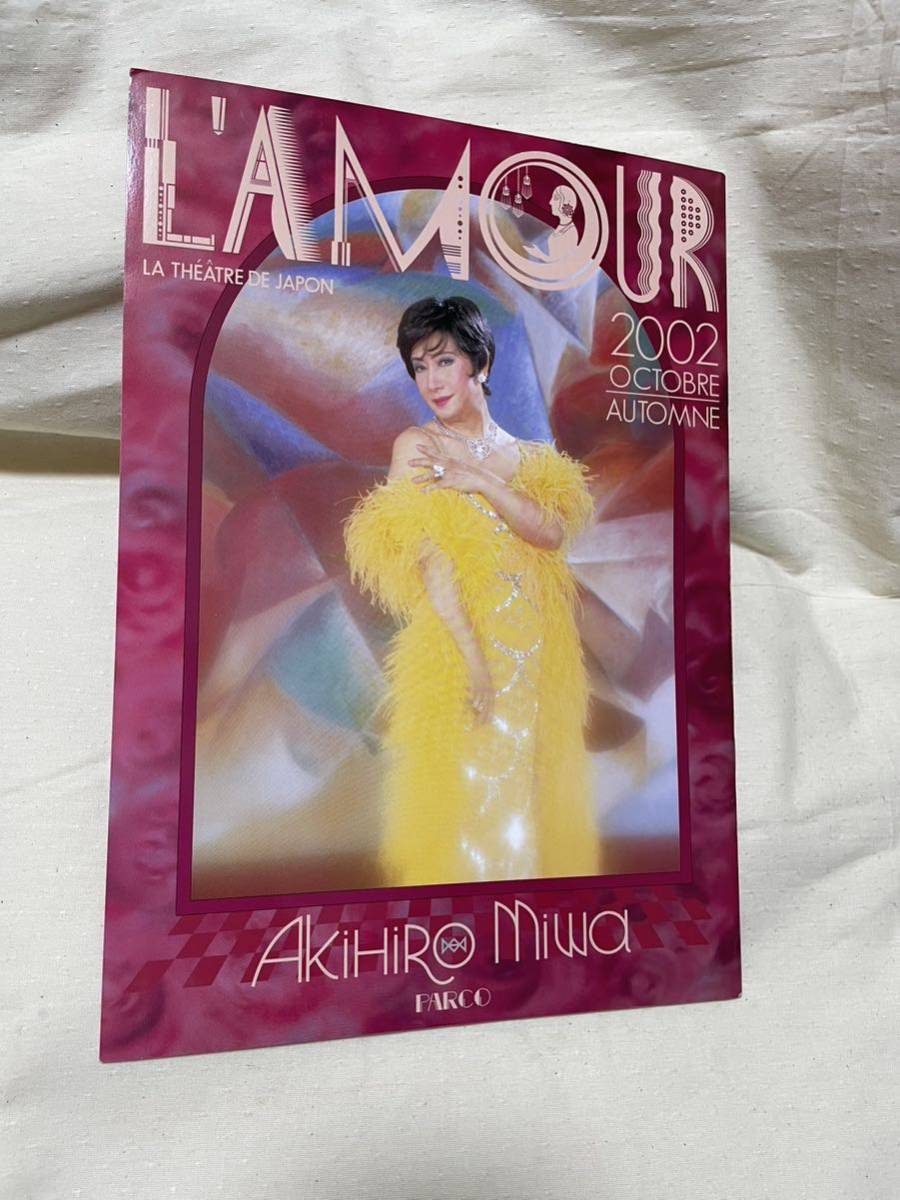 L'AMOUR
LA THÉÂTRE DE JAPON
2002
OCTOBRE
AUTOMNE
AKiHiRO Miwa
PARCO